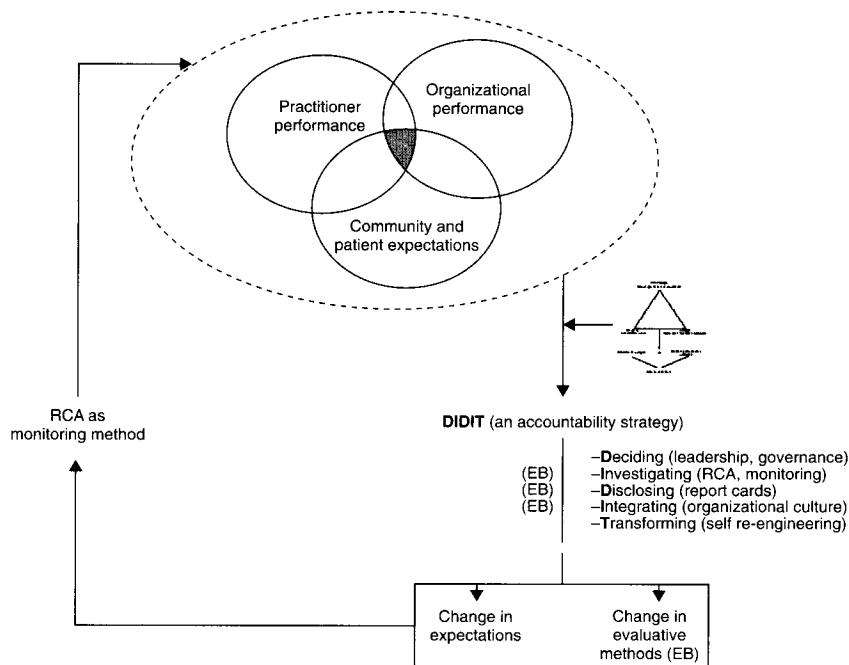 Practitioner
performance
Organizational
performance
Community and
patient expectations
RCA as
monitoring method
DIDIT (an accountability strategy)
–Deciding (leadership, governance)
(EB) –Investigating (RCA, monitoring)
(EB) –Disclosing (report cards)
(EB) –Integrating (organizational culture)
–Transforming (self re-engineering)
Change in
expectations
Change in
evaluative
methods (EB)